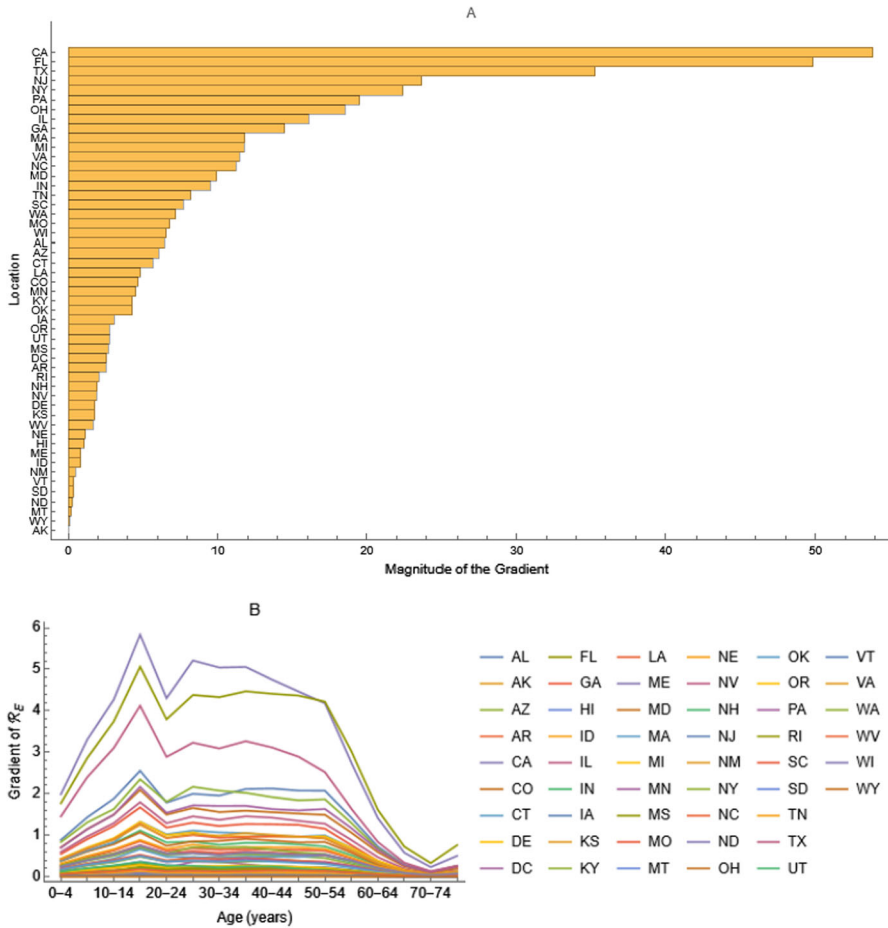 A
Location
CA
FL
TX
NJ
NY
PA
OH
IL
GA
MA
MI
VA
NC
MD
IN
TN
SC
WA
MO
WI
AL
AZ
CT
LA
CO
MN
KY
OK
IA
OR
UT
MS
DC
AR
RI
NH
NV
DE
KS
WV
NE
HI
ME
ID
NM
VT
SD
ND
MT
WY
AK
0 10 20 30 40 50
Magnitude of the Gradient
B
Gradient of ℛE
6
5
4
3
2
1
0
0–4 10–14 20–24 30–34 40–44 50–54 60–64 70–74
Age (years)
AL FL LA NE OK VT
AK GA ME NV OR VA
AZ HI MD NH PA WA
AR ID MA NJ RI WV
CA IL MI NM SC WI
CO IN MN NY SD WY
CT IA MS NC TN
DE KS MO ND TX
DC KY MT OH UT